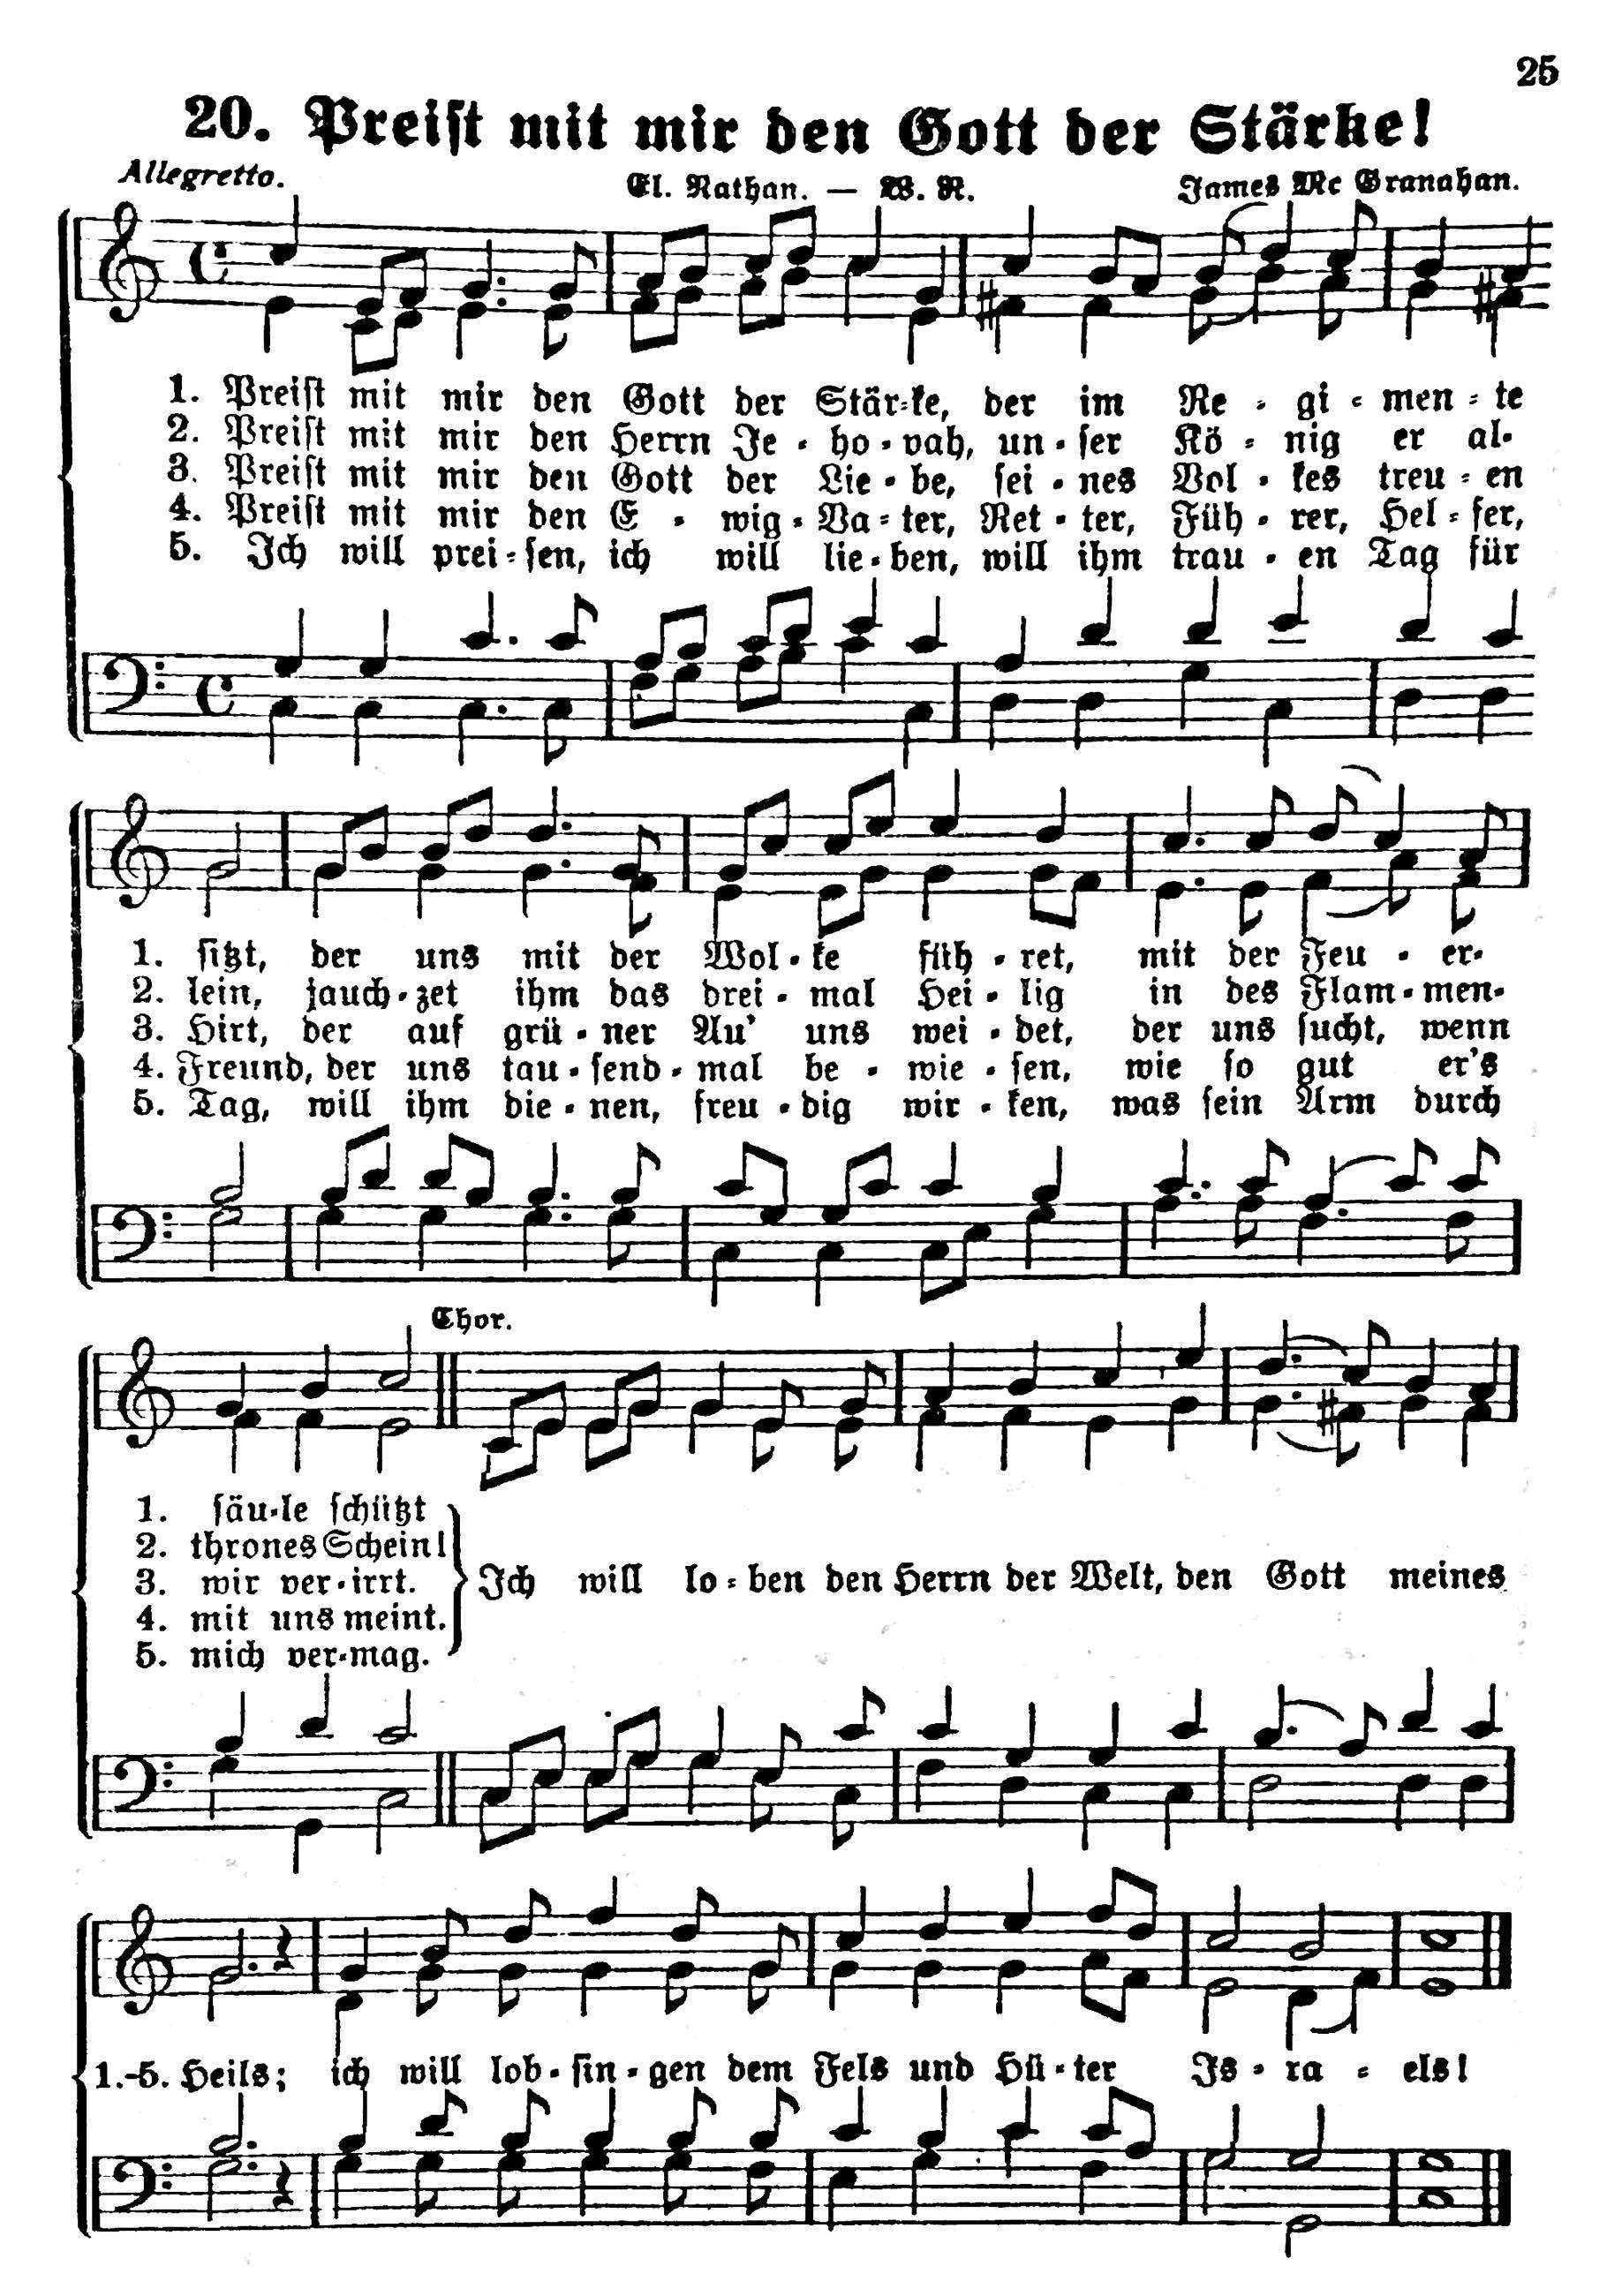 25
20. Preist mit mir den Gott der Stärke!
Allegretto. El. Nathan. — W. R. James Mc Granahan.
1. Preist mit mir den Gott der Stär-ke, der im Re - gi - men - te
2. Preist mit mir den Herrn Je - ho - vah, un - ser Kö - nig er al-
3. Preist mit mir den Gott der Lie - be, sei - nes Vol - kes treu - en
4. Preist mit mir den E - wig - Va - ter, Ret - ter, Füh - rer, Hel - fer,
5. Ich will prei - sen, ich will lie - ben, will ihm trau - en Tag für
1. sitzt, der uns mit der Wol - ke füh - ret, mit der Feu - er-
2. lein, jauch - zet ihm das drei - mal Hei - lig in des Flam - men-
3. Hirt, der auf grü - ner Au' uns wei - det, der uns sucht, wenn
4. Freund, der uns tau - send - mal be - wie - sen, wie so gut er's
5. Tag, will ihm die - nen, freu - dig wir - ken, was sein Arm durch
Chor.
1. säu - le schützt
2. thrones Schein!
3. wir ver - irrt. Ich will lo - ben den Herrn der Welt, den Gott meines
4. mit uns meint.
5. mich ver - mag.
1.-5. Heils; ich will lob - sin - gen dem Fels und Hü - ter Is - ra - els!